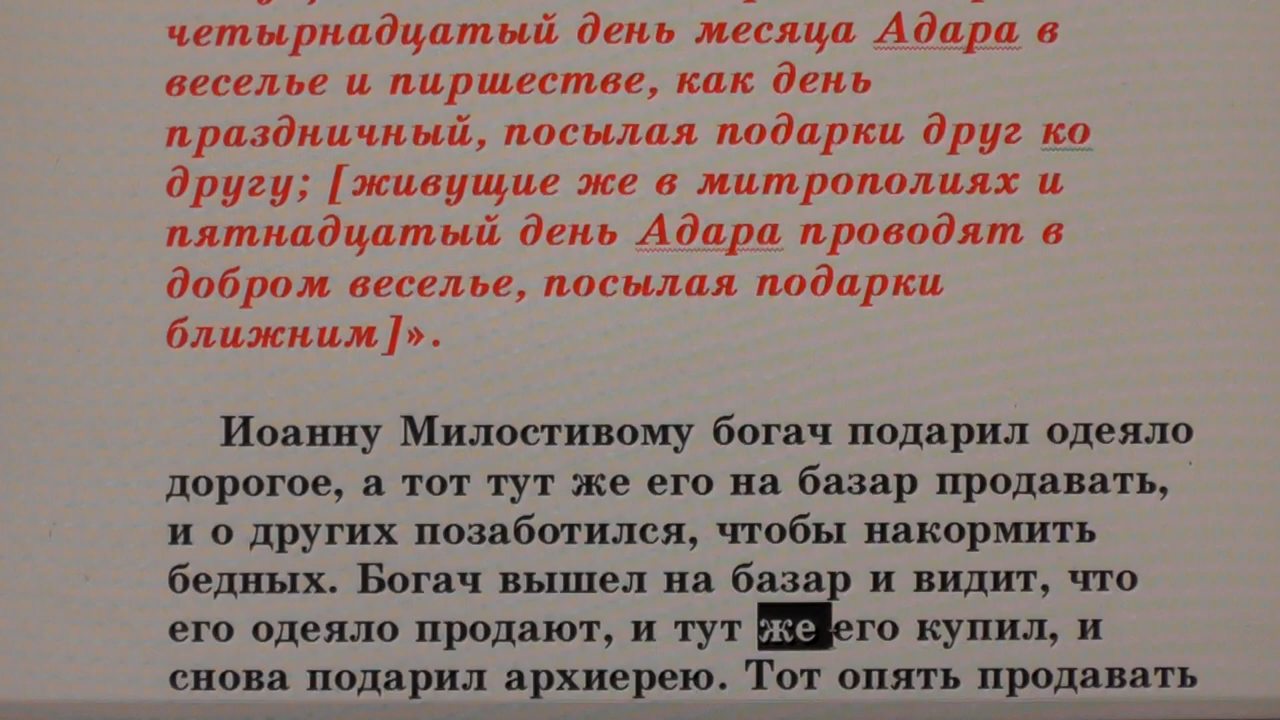 четырнадцатый день месяца Адара в
веселье и пиршестве, как день
праздничный, посылая подарки друг ко
другу; [живущие же в митрополиях и
пятнадцатый день Адара проводят в
добром веселье, посылая подарки
ближним]».
Иоанну Милостивому богач подарил одеяло
дорогое, а тот тут же его на базар продавать,
и о других позаботился, чтобы накормить
бедных. Богач вышел на базар и видит, что
его одеяло продают, и тут же его купил, и
снова подарил архиерею. Тот опять продавать